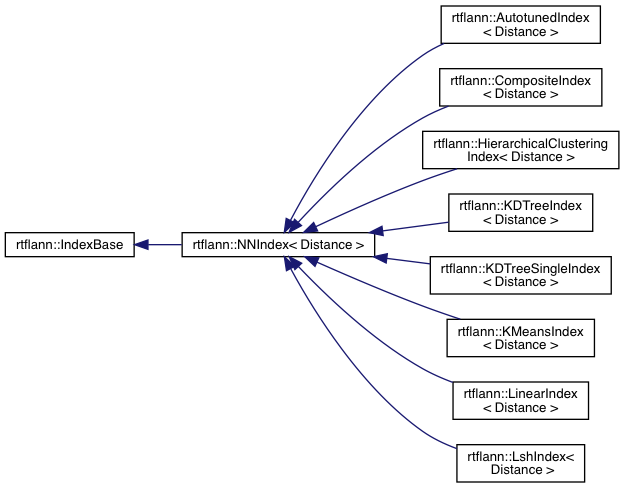 rtflann::AutotunedIndex
< Distance >
rtflann::CompositeIndex
< Distance >
rtflann::HierarchicalClustering
Index< Distance >
rtflann::KDTreeIndex
< Distance >
rtflann::IndexBase
rtflann::NNIndex< Distance >
rtflann::KDTreeSingleIndex
< Distance >
rtflann::KMeansIndex
< Distance >
rtflann::LinearIndex
< Distance >
rtflann::LshIndex<
Distance >